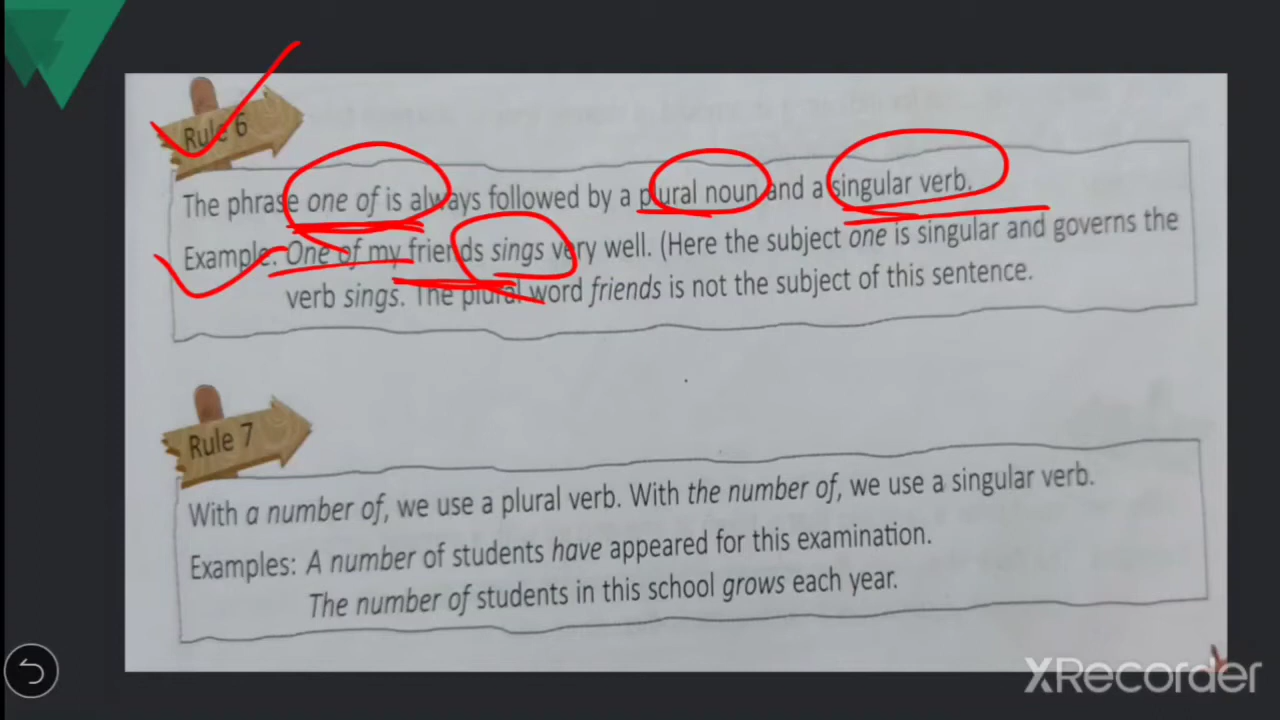 Rule 6
The phrase one of is always followed by a plural noun and a singular verb.
Example: One of my friends sings very well. (Here the subject one is singular and governs the
verb sings. The plural word friends is not the subject of this sentence.
Rule 7
With a number of, we use a plural verb. With the number of, we use a singular verb.
Examples: A number of students have appeared for this examination.
The number of students in this school grows each year.
XRecorder